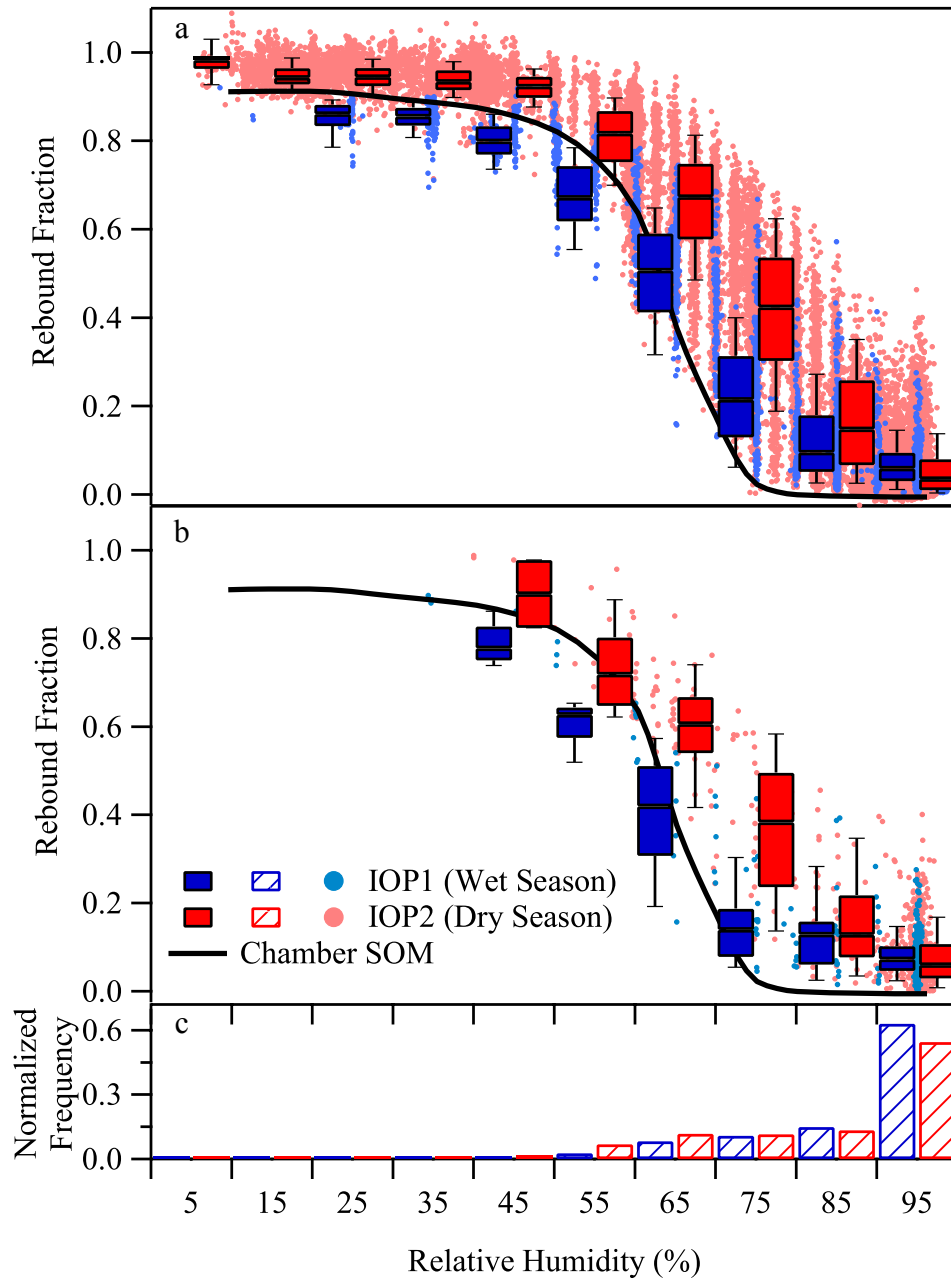 a
1.0
0.8
0.6
0.4
0.2
0.0
Rebound Fraction
b
1.0
0.8
0.6
0.4
0.2
0.0
Rebound Fraction
IOP1 (Wet Season)
IOP2 (Dry Season)
Chamber SOM
c
0.6
0.3
0.0
Normalized
Frequency
5 15 25 35 45 55 65 75 85 95
Relative Humidity (%)